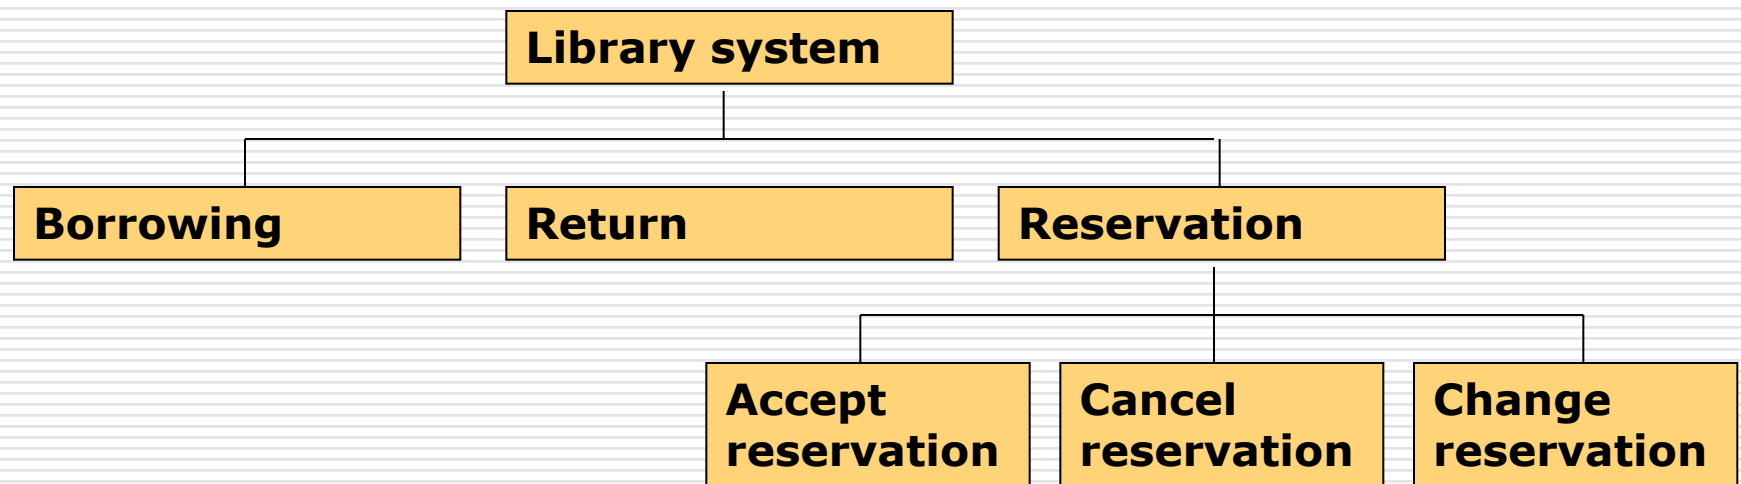 Library system
Borrowing
Return
Reservation
Accept
reservation
Cancel
reservation
Change
reservation